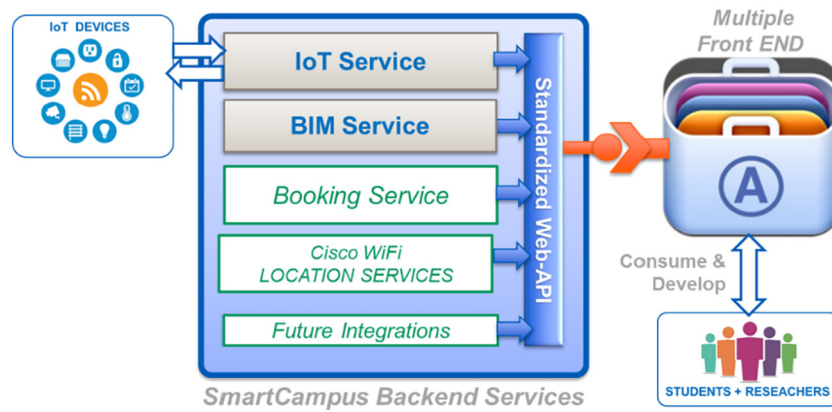 IoT DEVICES
IoT Service
BIM Service
Booking Service
Cisco WiFi
LOCATION SERVICES
Future Integrations
Standardized Web-API
SmartCampus Backend Services
Multiple
Front END
A
Consume &
Develop
STUDENTS + RESEACHERS